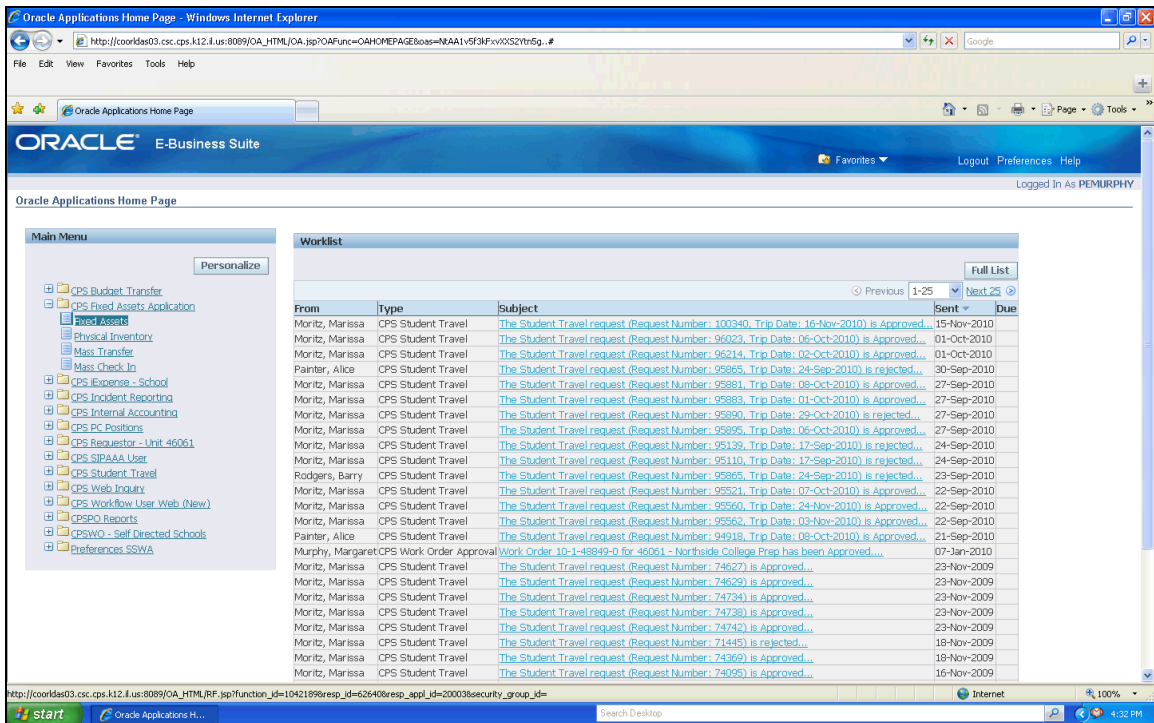 Oracle Applications Home Page - Windows Internet Explorer
http://coorldas03.csc.cps.k12.il.us:8089/OA_HTML/OA.jsp?OAFunc=OAHOMEPAGE&oas=NtAA1v5f3kFxvXXS2Ytn5g..# Google
File Edit View Favorites Tools Help
Oracle Applications Home Page Page Tools
ORACLE E-Business Suite
Favorites Logout Preferences Help
Logged In As PEMURPHY
Oracle Applications Home Page
Main Menu
Personalize
CPS Budget Transfer
CPS Fixed Assets Application
Fixed Assets
Physical Inventory
Mass Transfer
Mass Check In
CPS iExpense - School
CPS Incident Reporting
CPS Internal Accounting
CPS PC Positions
CPS Requestor - Unit 46061
CPS SIPAAA User
CPS Student Travel
CPS Web Inquiry
CPS Workflow User Web (New)
CPSPO Reports
CPSWO - Self Directed Schools
Preferences SSWA
Worklist
Full List
Previous 1-25 Next 25
From Type Subject Sent Due
Moritz, Marissa CPS Student Travel The Student Travel request (Request Number: 100340, Trip Date: 16-Nov-2010) is Approved... 15-Nov-2010
Moritz, Marissa CPS Student Travel The Student Travel request (Request Number: 96023, Trip Date: 06-Oct-2010) is Approved... 01-Oct-2010
Moritz, Marissa CPS Student Travel The Student Travel request (Request Number: 96214, Trip Date: 02-Oct-2010) is Approved... 01-Oct-2010
Painter, Alice CPS Student Travel The Student Travel request (Request Number: 95865, Trip Date: 24-Sep-2010) is rejected... 30-Sep-2010
Moritz, Marissa CPS Student Travel The Student Travel request (Request Number: 95881, Trip Date: 08-Oct-2010) is Approved... 27-Sep-2010
Moritz, Marissa CPS Student Travel The Student Travel request (Request Number: 95883, Trip Date: 01-Oct-2010) is Approved... 27-Sep-2010
Moritz, Marissa CPS Student Travel The Student Travel request (Request Number: 95890, Trip Date: 29-Oct-2010) is rejected... 27-Sep-2010
Moritz, Marissa CPS Student Travel The Student Travel request (Request Number: 95895, Trip Date: 06-Oct-2010) is Approved... 27-Sep-2010
Moritz, Marissa CPS Student Travel The Student Travel request (Request Number: 95139, Trip Date: 17-Sep-2010) is rejected... 24-Sep-2010
Moritz, Marissa CPS Student Travel The Student Travel request (Request Number: 95110, Trip Date: 17-Sep-2010) is rejected... 24-Sep-2010
Rodgers, Barry CPS Student Travel The Student Travel request (Request Number: 95865, Trip Date: 24-Sep-2010) is rejected... 23-Sep-2010
Moritz, Marissa CPS Student Travel The Student Travel request (Request Number: 95521, Trip Date: 07-Oct-2010) is Approved... 22-Sep-2010
Moritz, Marissa CPS Student Travel The Student Travel request (Request Number: 95560, Trip Date: 24-Nov-2010) is Approved... 22-Sep-2010
Moritz, Marissa CPS Student Travel The Student Travel request (Request Number: 95562, Trip Date: 03-Nov-2010) is Approved... 22-Sep-2010
Painter, Alice CPS Student Travel The Student Travel request (Request Number: 94918, Trip Date: 08-Oct-2010) is Approved... 21-Sep-2010
Murphy, Margaret CPS Work Order Approval Work Order 10-1-48849-0 for 46061 - Northside College Prep has been Approved.... 07-Jan-2010
Moritz, Marissa CPS Student Travel The Student Travel request (Request Number: 74627) is Approved... 23-Nov-2009
Moritz, Marissa CPS Student Travel The Student Travel request (Request Number: 74629) is Approved... 23-Nov-2009
Moritz, Marissa CPS Student Travel The Student Travel request (Request Number: 74734) is Approved... 23-Nov-2009
Moritz, Marissa CPS Student Travel The Student Travel request (Request Number: 74738) is Approved... 23-Nov-2009
Moritz, Marissa CPS Student Travel The Student Travel request (Request Number: 74742) is Approved... 23-Nov-2009
Moritz, Marissa CPS Student Travel The Student Travel request (Request Number: 71445) is rejected... 18-Nov-2009
Moritz, Marissa CPS Student Travel The Student Travel request (Request Number: 74369) is Approved... 18-Nov-2009
Moritz, Marissa CPS Student Travel The Student Travel request (Request Number: 74095) is Approved... 16-Nov-2009
http://coorldas03.csc.cps.k12.il.us:8089/OA_HTML/RF.jsp?function_id=1042189&resp_id=62640&resp_appl_id=20003&security_group_id= Internet 100%
start Oracle Applications H... Search Desktop 4:32 PM